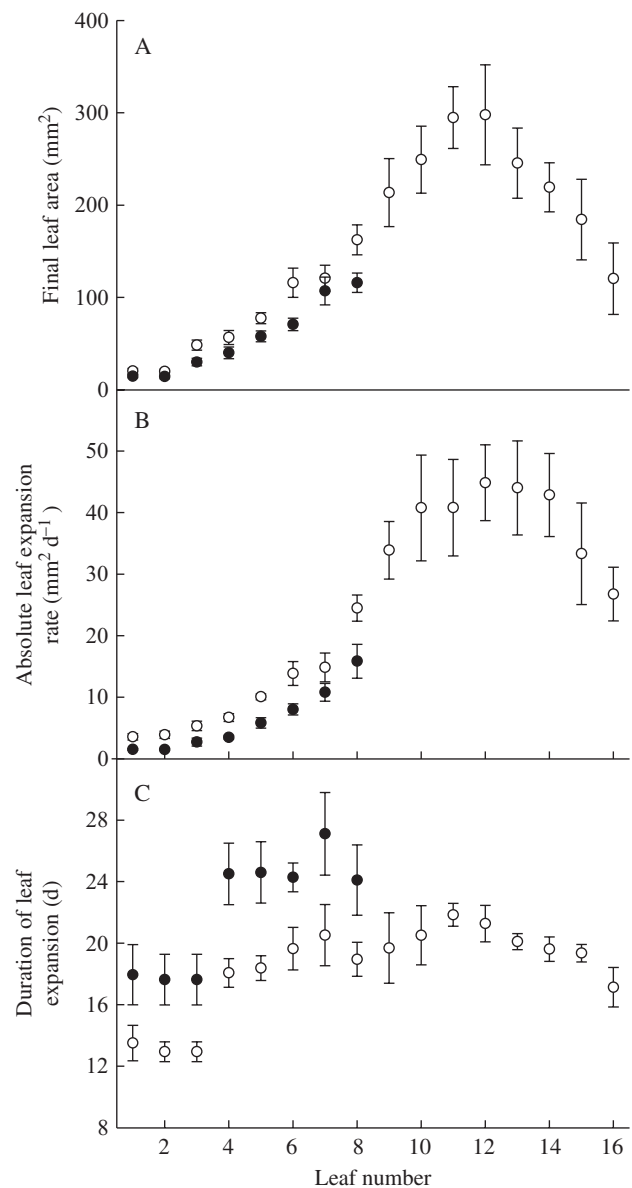 A
Final leaf area (mm²)
400
300
200
100
0
B
Absolute leaf expansion
rate (mm² d⁻¹)
50
40
30
20
10
0
C
Duration of leaf
expansion (d)
28
24
20
16
12
8
2 4 6 8 10 12 14 16
Leaf number